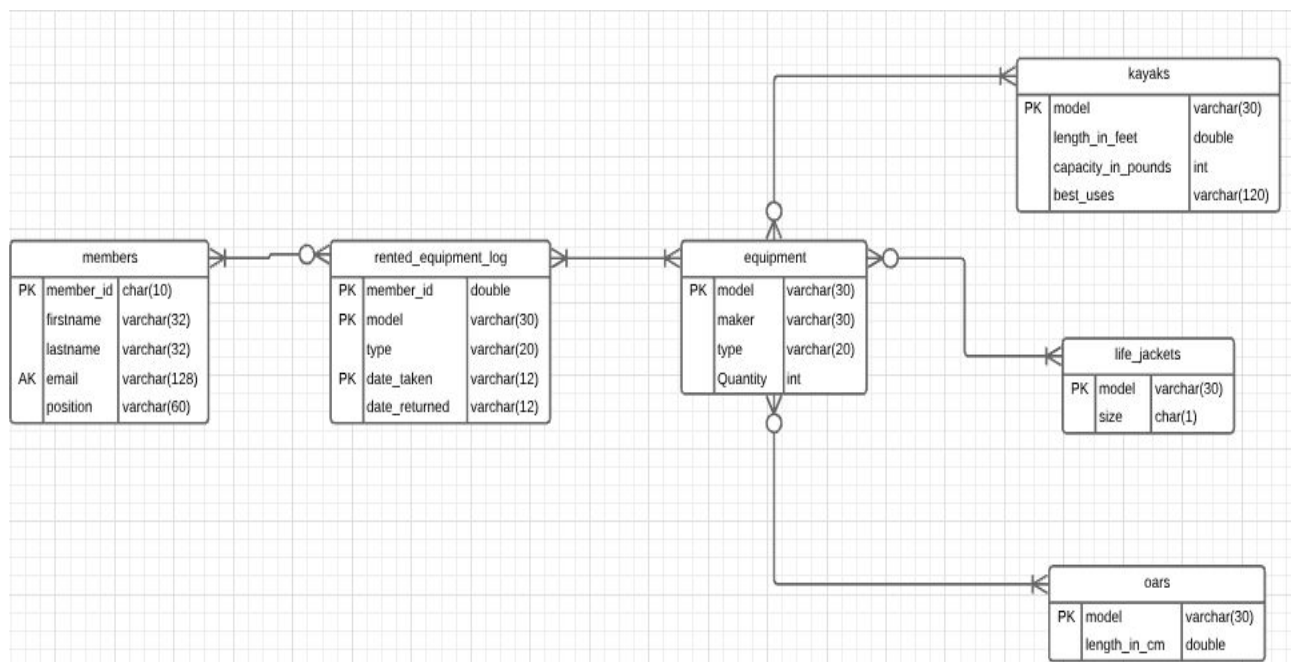 kayaks
PK model varchar(30)
length_in_feet double
capacity_in_pounds int
best_uses varchar(120)
members
PK member_id char(10)
firstname varchar(32)
lastname varchar(32)
AK email varchar(128)
position varchar(60)
rented_equipment_log
PK member_id double
PK model varchar(30)
type varchar(20)
PK date_taken varchar(12)
date_returned varchar(12)
equipment
PK model varchar(30)
maker varchar(30)
type varchar(20)
Quantity int
life_jackets
PK model varchar(30)
size char(1)
oars
PK model varchar(30)
length_in_cm double